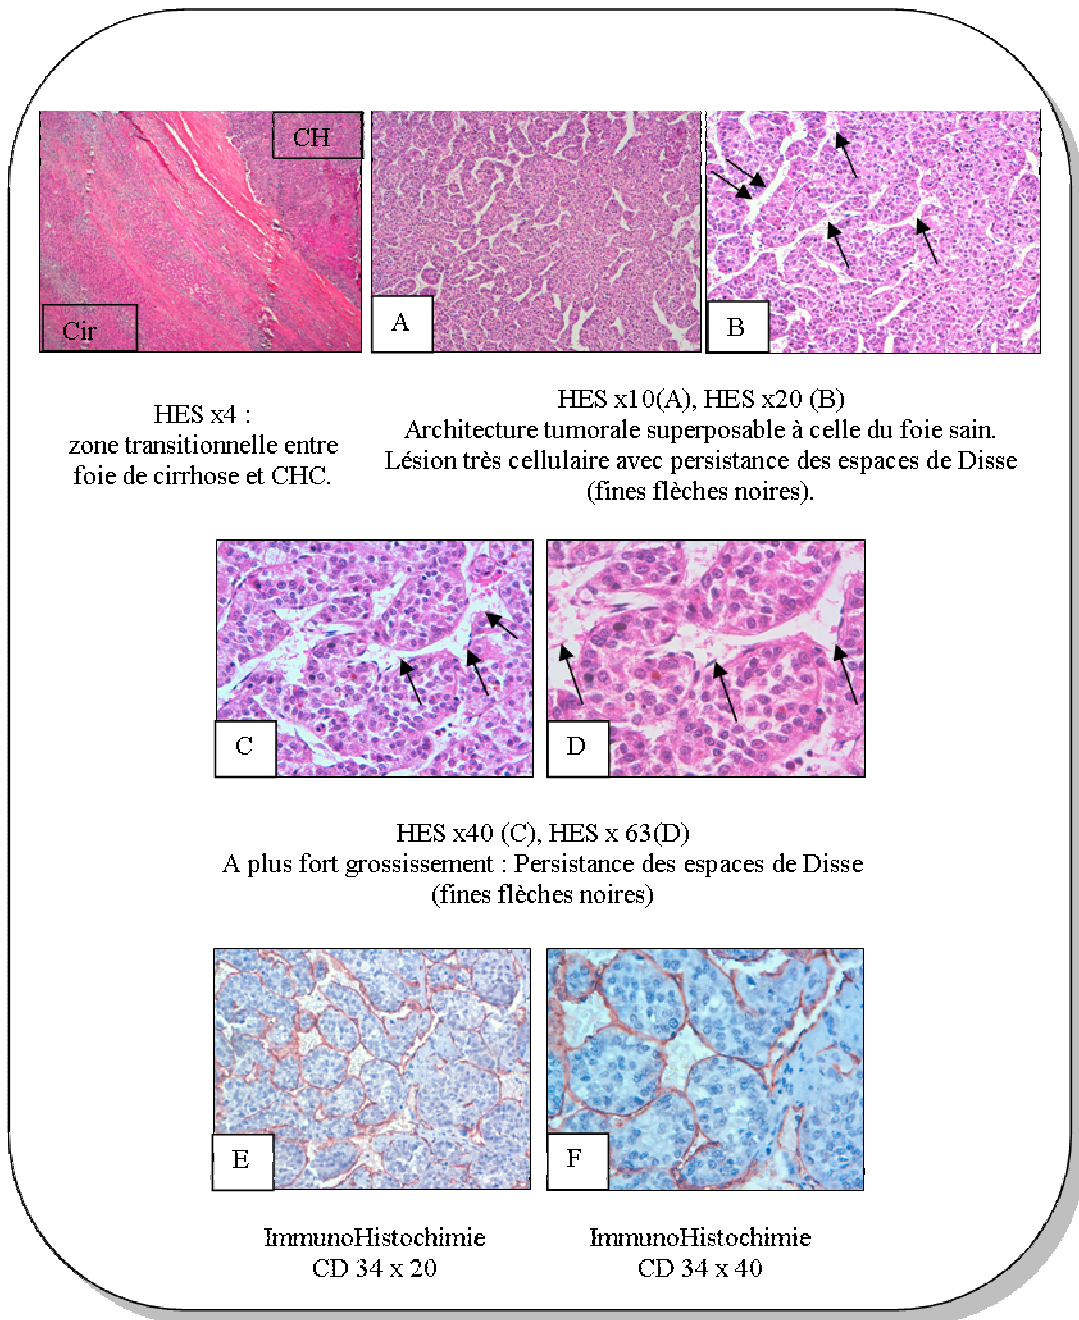 CH
Cir
A
B
HES x4 :
zone transitionnelle entre
foie de cirrhose et CHC.
HES x10(A), HES x20 (B)
Architecture tumorale superposable à celle du foie sain.
Lésion très cellulaire avec persistance des espaces de Disse
(fines flèches noires).
C
D
HES x40 (C), HES x 63(D)
A plus fort grossissement : Persistance des espaces de Disse
(fines flèches noires)
E
F
ImmunoHistochimie
CD 34 x 20
ImmunoHistochimie
CD 34 x 40